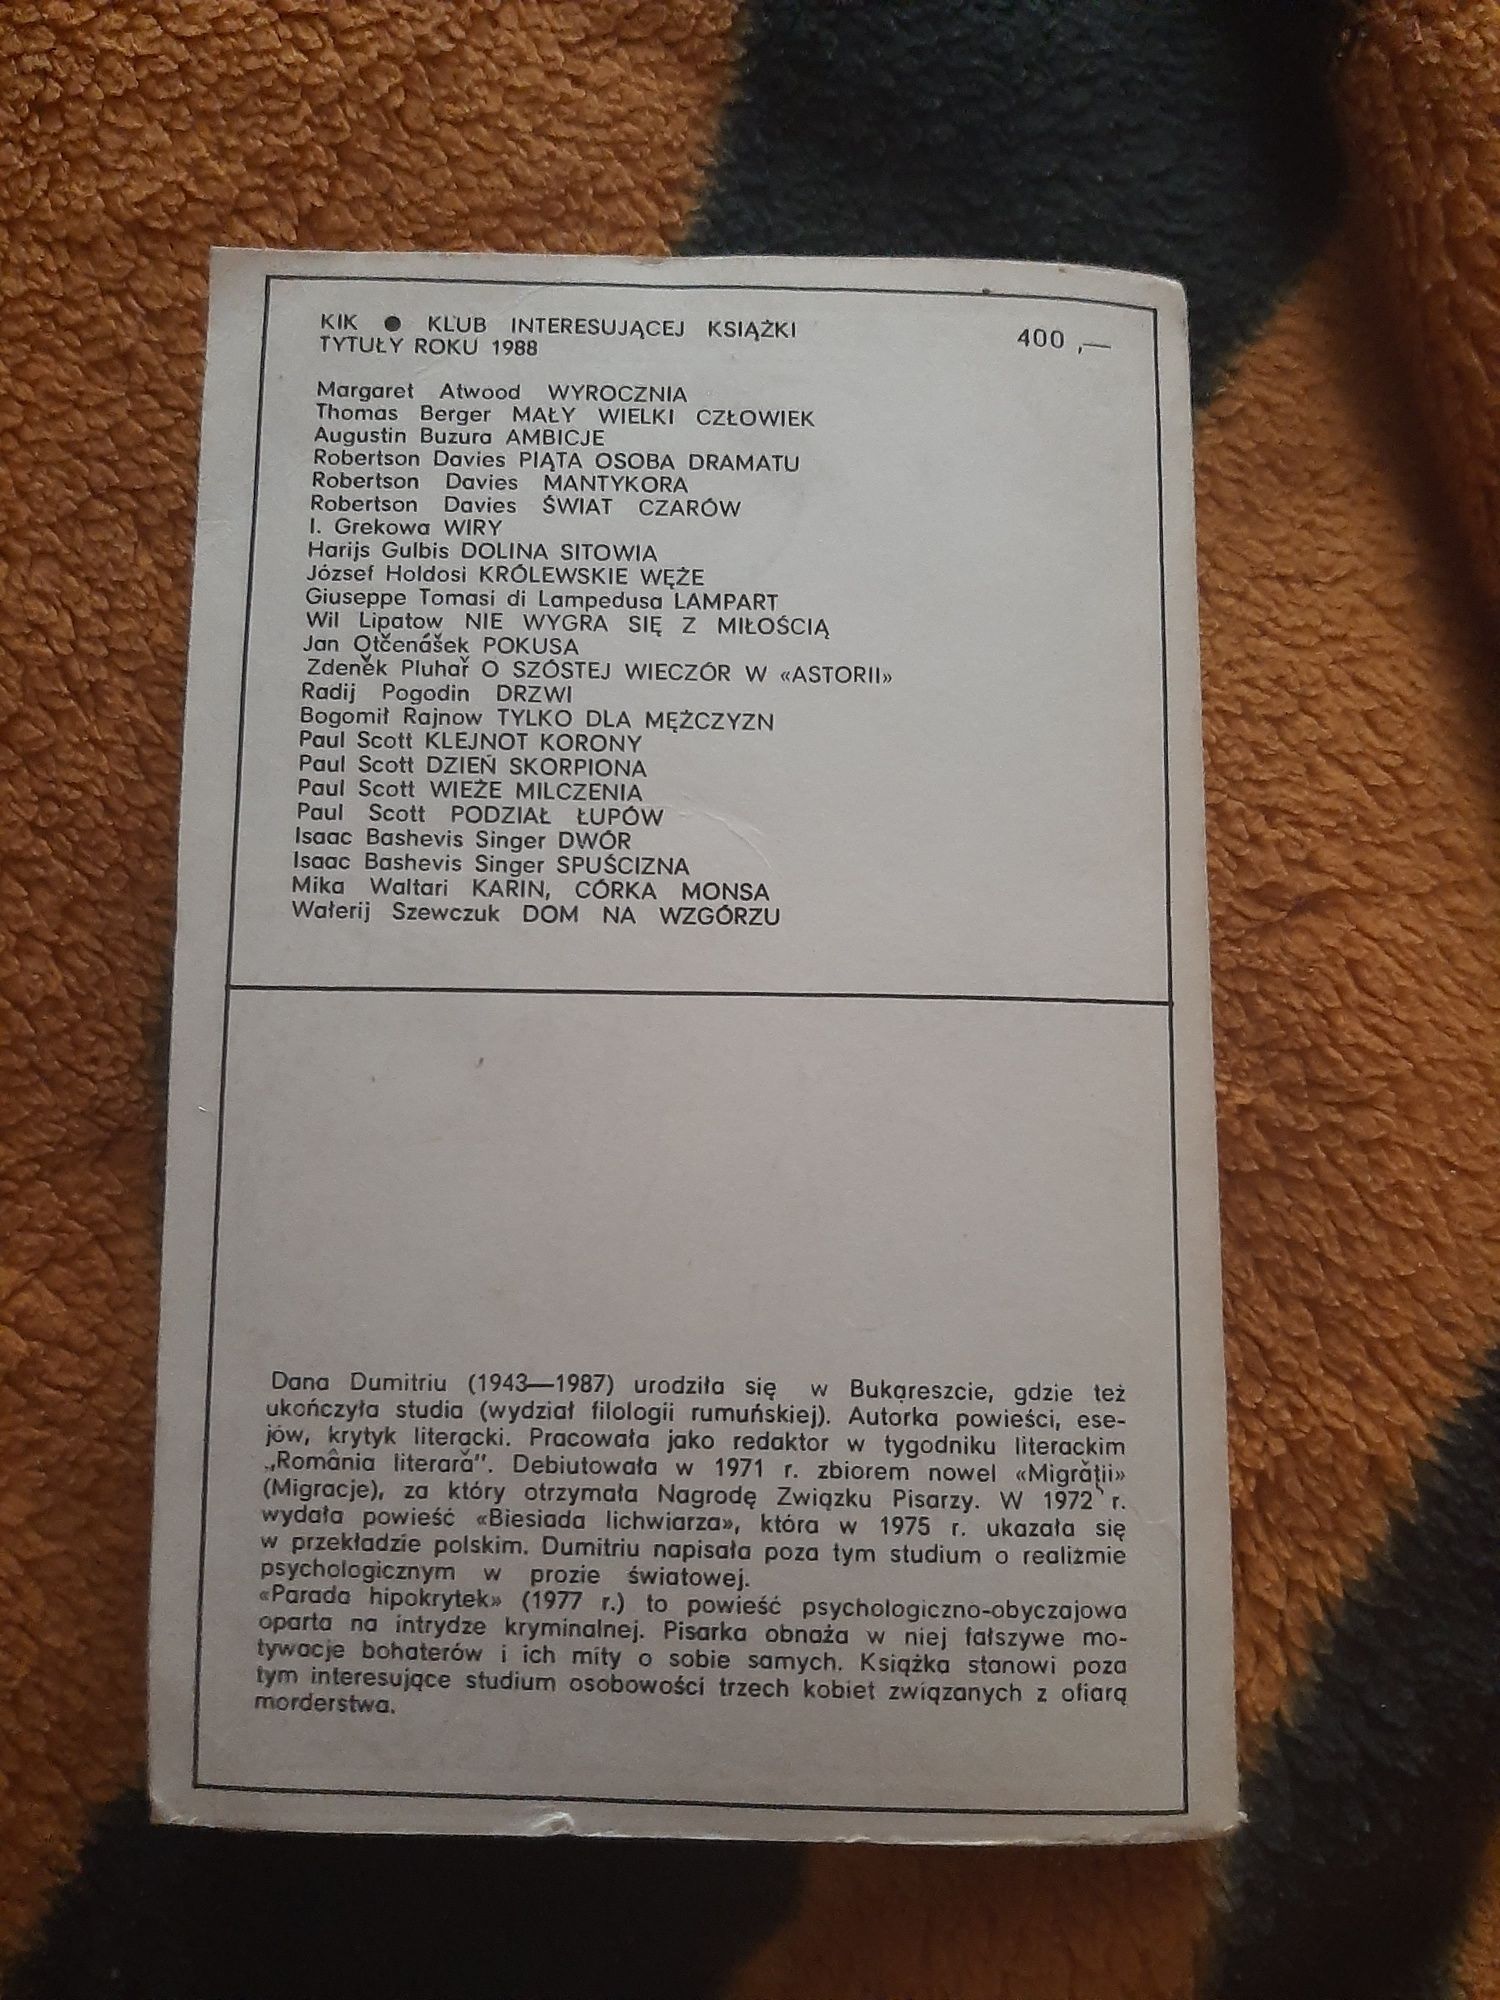 KIK ● KLUB INTERESUJĄCEJ KSIĄŻKI 400,—
TYTUŁY ROKU 1988
Margaret Atwood WYROCZNIA
Thomas Berger MAŁY WIELKI CZŁOWIEK
Augustin Buzura AMBICJE
Robertson Davies PIĄTA OSOBA DRAMATU
Robertson Davies MANTYKORA
Robertson Davies ŚWIAT CZARÓW
I. Grekowa WIRY
Harijs Gulbis DOLINA SITOWIA
József Holdosi KRÓLEWSKIE WĘŻE
Giuseppe Tomasi di Lampedusa LAMPART
Wil Lipatow NIE WYGRA SIĘ Z MIŁOŚCIĄ
Jan Otčenášek POKUSA
Zdeněk Pluhař O SZÓSTEJ WIECZÓR W «ASTORII»
Radij Pogodin DRZWI
Bogomił Rajnow TYLKO DLA MĘŻCZYZN
Paul Scott KLEJNOT KORONY
Paul Scott DZIEŃ SKORPIONA
Paul Scott WIEŻE MILCZENIA
Paul Scott PODZIAŁ ŁUPÓW
Isaac Bashevis Singer DWÓR
Isaac Bashevis Singer SPUŚCIZNA
Mika Waltari KARIN, CÓRKA MONSA
Wałerij Szewczuk DOM NA WZGÓRZU
Dana Dumitriu (1943—1987) urodziła się w Bukareszcie, gdzie też
ukończyła studia (wydział filologii rumuńskiej). Autorka powieści, ese-
jów, krytyk literacki. Pracowała jako redaktor w tygodniku literackim
„România literară”. Debiutowała w 1971 r. zbiorem nowel «Migrăţii»
(Migracje), za który otrzymała Nagrodę Związku Pisarzy. W 1972 r.
wydała powieść «Biesiada lichwiarza», która w 1975 r. ukazała się
w przekładzie polskim. Dumitriu napisała poza tym studium o realizmie
psychologicznym w prozie światowej.
«Parada hipokrytek» (1977 r.) to powieść psychologiczno-obyczajowa
oparta na intrydze kryminalnej. Pisarka obnaża w niej fałszywe mo-
tywacje bohaterów i ich mity o sobie samych. Książka stanowi poza
tym interesujące studium osobowości trzech kobiet związanych z ofiarą
morderstwa.